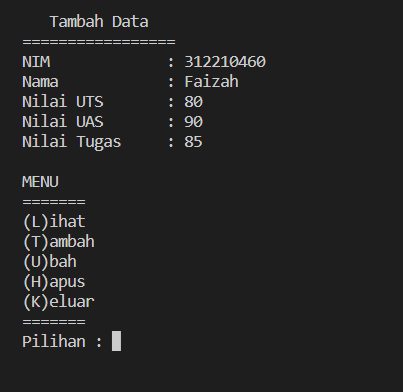 Tambah Data
=================
NIM : 312210460
Nama : Faizah
Nilai UTS : 80
Nilai UAS : 90
Nilai Tugas : 85
MENU
=======
(L)ihat
(T)ambah
(U)bah
(H)apus
(K)eluar
=======
Pilihan :